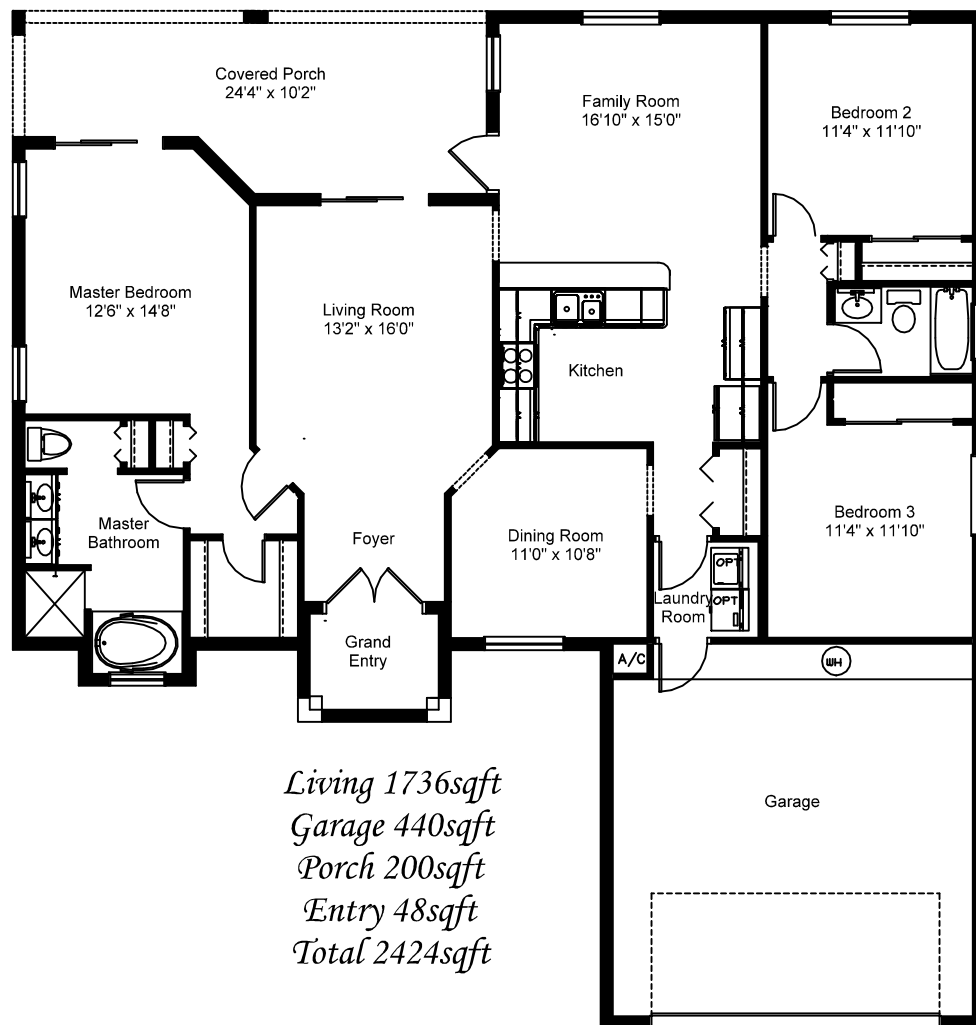 Covered Porch
24'4" x 10'2"
Family Room
16'10" x 15'0"
Bedroom 2
11'4" x 11'10"
Master Bedroom
12'6" x 14'8"
Living Room
13'2" x 16'0"
Kitchen
Master
Bathroom
Foyer
Dining Room
11'0" x 10'8"
Bedroom 3
11'4" x 11'10"
OPT
OPT
Laundry
Room
Grand
Entry
A/C
WH
Garage
Living 1736sqft
Garage 440sqft
Porch 200sqft
Entry 48sqft
Total 2424sqft